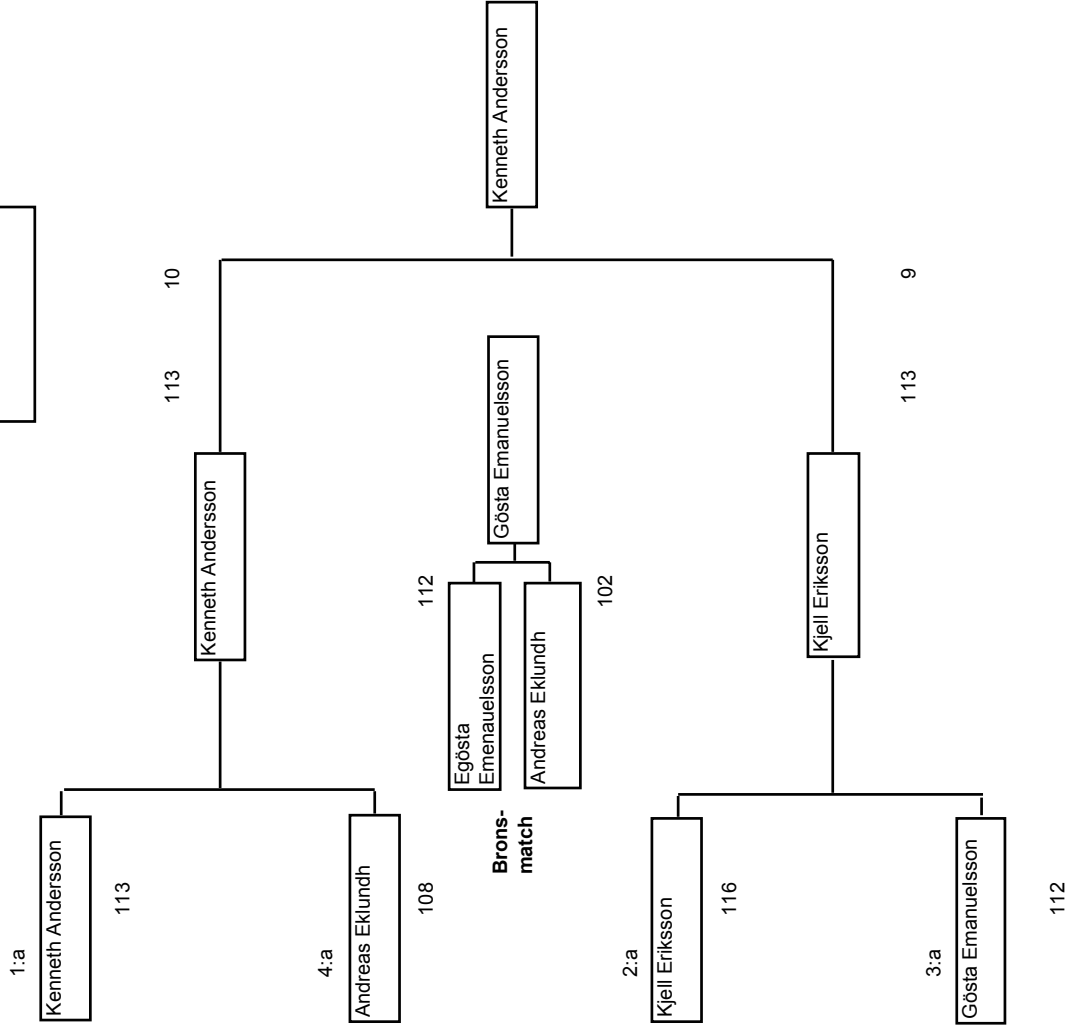 1:a
Kenneth Andersson
113
4:a
Andreas Eklundh
108
2:a
Kjell Eriksson
116
3:a
Gösta Emanuelsson
112
Kenneth Andersson
113
10
Kjell Eriksson
113
9
Brons-
match
Egösta
Emenauelsson
112
Andreas Eklundh
102
Gösta Emanuelsson
Kenneth Andersson